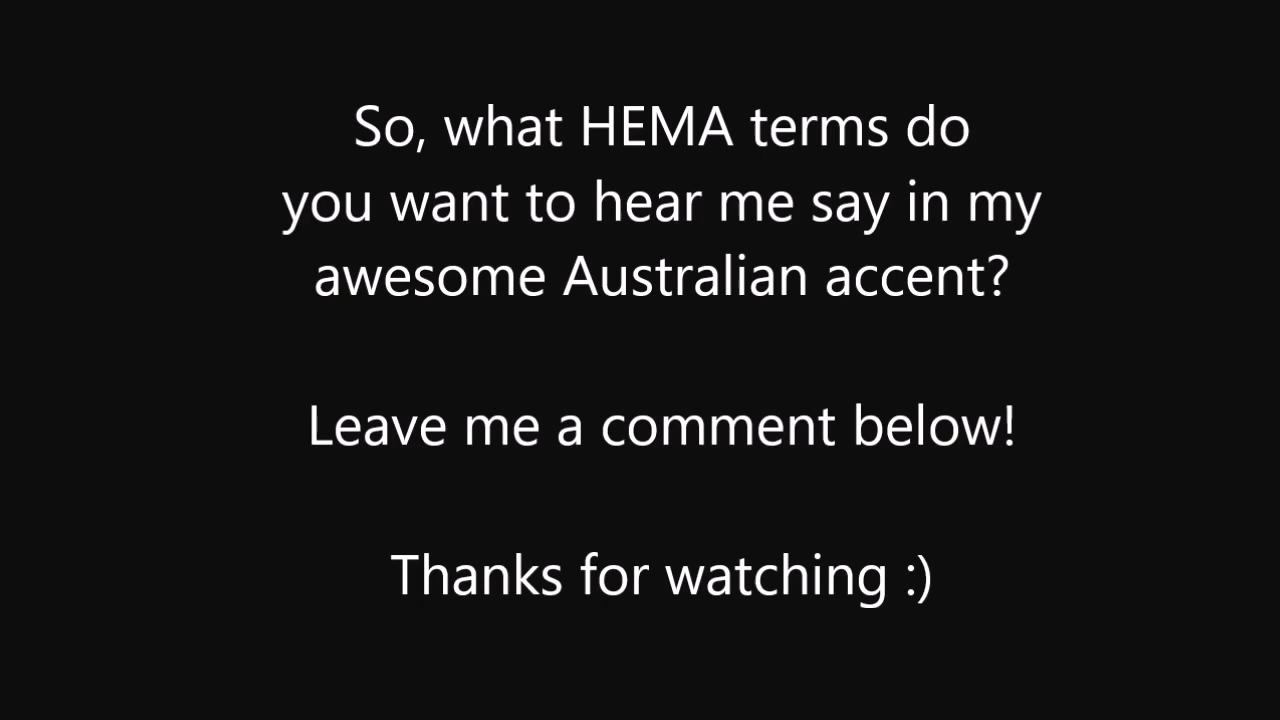 So, what HEMA terms do
you want to hear me say in my
awesome Australian accent?
Leave me a comment below!
Thanks for watching :)